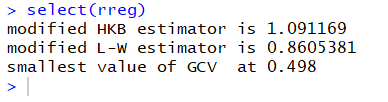 > select(rreg)
modified HKB estimator is 1.091169
modified L-W estimator is 0.8605381
smallest value of GCV  at 0.498
>